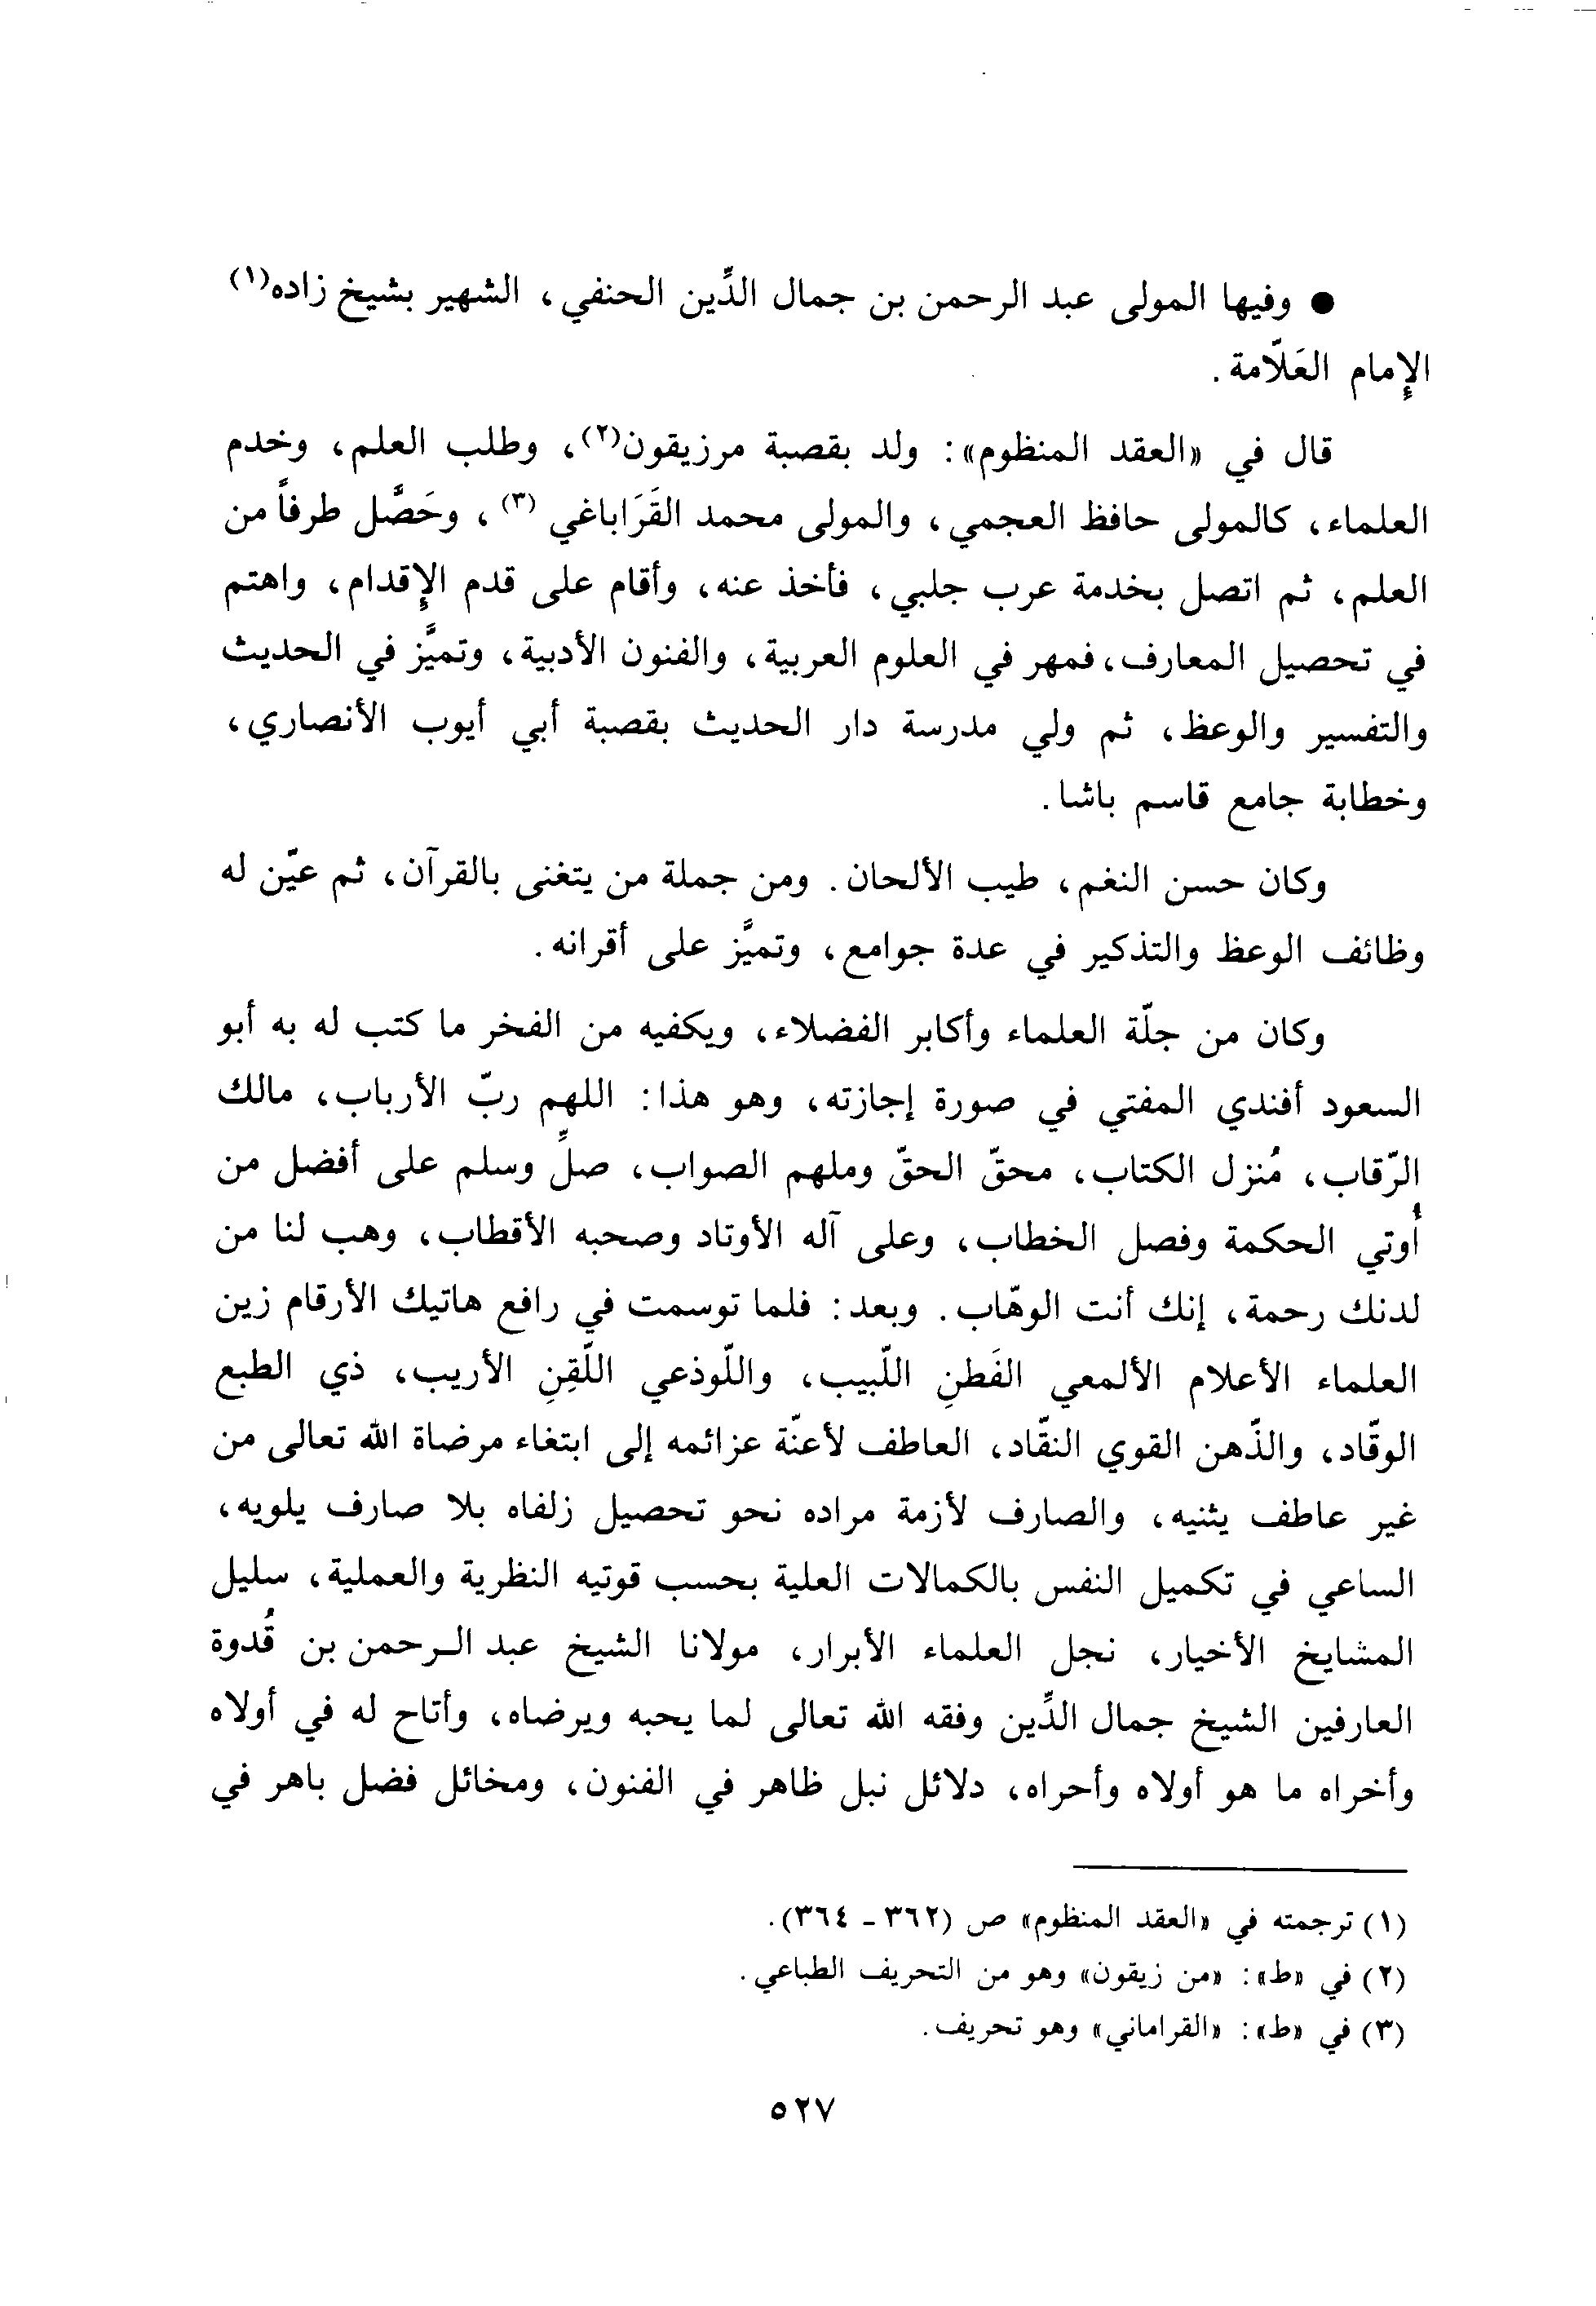 ● وفيها المولى عبد الرحمن بن جمال الدِّين الحنفي، الشهير بشيخ زاده(١)
الإِمام العَلّامة.
قال في «العقد المنظوم»: ولد بقصبة مرزيقون(٢)، وطلب العلم، وخدم
العلماء، كالمولى حافظ العجمي، والمولى محمد القَرَاباغي (٣)، وحَصَّل طرفاً من
العلم، ثم اتصل بخدمة عرب جلبي، فأخذ عنه، وأقام على قدم الإِقدام، واهتم
في تحصيل المعارف، فمهر في العلوم العربية، والفنون الأدبية، وتميَّز في الحديث
والتفسير والوعظ، ثم ولي مدرسة دار الحديث بقصبة أبي أيوب الأنصاري،
وخطابة جامع قاسم باشا.
وكان حسن النغم، طيب الألحان. ومن جملة من يتغنى بالقرآن، ثم عيّن له
وظائف الوعظ والتذكير في عدة جوامع، وتميَّز على أقرانه.
وكان من جلّة العلماء وأكابر الفضلاء، ويكفيه من الفخر ما كتب له به أبو
السعود أفندي المفتي في صورة إجازته، وهو هذا: اللهم ربّ الأرباب، مالك
الرّقاب، مُنزل الكتاب، محقّ الحقّ وملهم الصواب، صلِّ وسلم على أفضل من
أُوتي الحكمة وفصل الخطاب، وعلى آله الأوتاد وصحبه الأقطاب، وهب لنا من
لدنك رحمة، إنك أنت الوهّاب. وبعد: فلما توسمت في رافع هاتيك الأرقام زين
العلماء الأعلام الألمعي الفَطنِ اللّبيب، واللّوذعي اللّقِنِ الأريب، ذي الطبع
الوقّاد، والذّهن القوي النقّاد، العاطف لأعنّة عزائمه إلى ابتغاء مرضاة الله تعالى من
غير عاطف يثنيه، والصارف لأزمة مراده نحو تحصيل زلفاه بلا صارف يلويه،
الساعي في تكميل النفس بالكمالات العلية بحسب قوتيه النظرية والعملية، سليل
المشايخ الأخيار، نجل العلماء الأبرار، مولانا الشيخ عبد الـرحمن بن قُدوة
العارفين الشيخ جمال الدِّين وفقه الله تعالى لما يحبه ويرضاه، وأتاح له في أولاه
وأخراه ما هو أولاه وأحراه، دلائل نبل ظاهر في الفنون، ومخائل فضل باهر في
(١) ترجمته في «العقد المنظوم» ص (٣٦٢ - ٣٦٤).
(٢) في «ط»: «من زيقون» وهو من التحريف الطباعي.
(٣) في «ط»: «القراماني» وهو تحريف.
٥٢٧